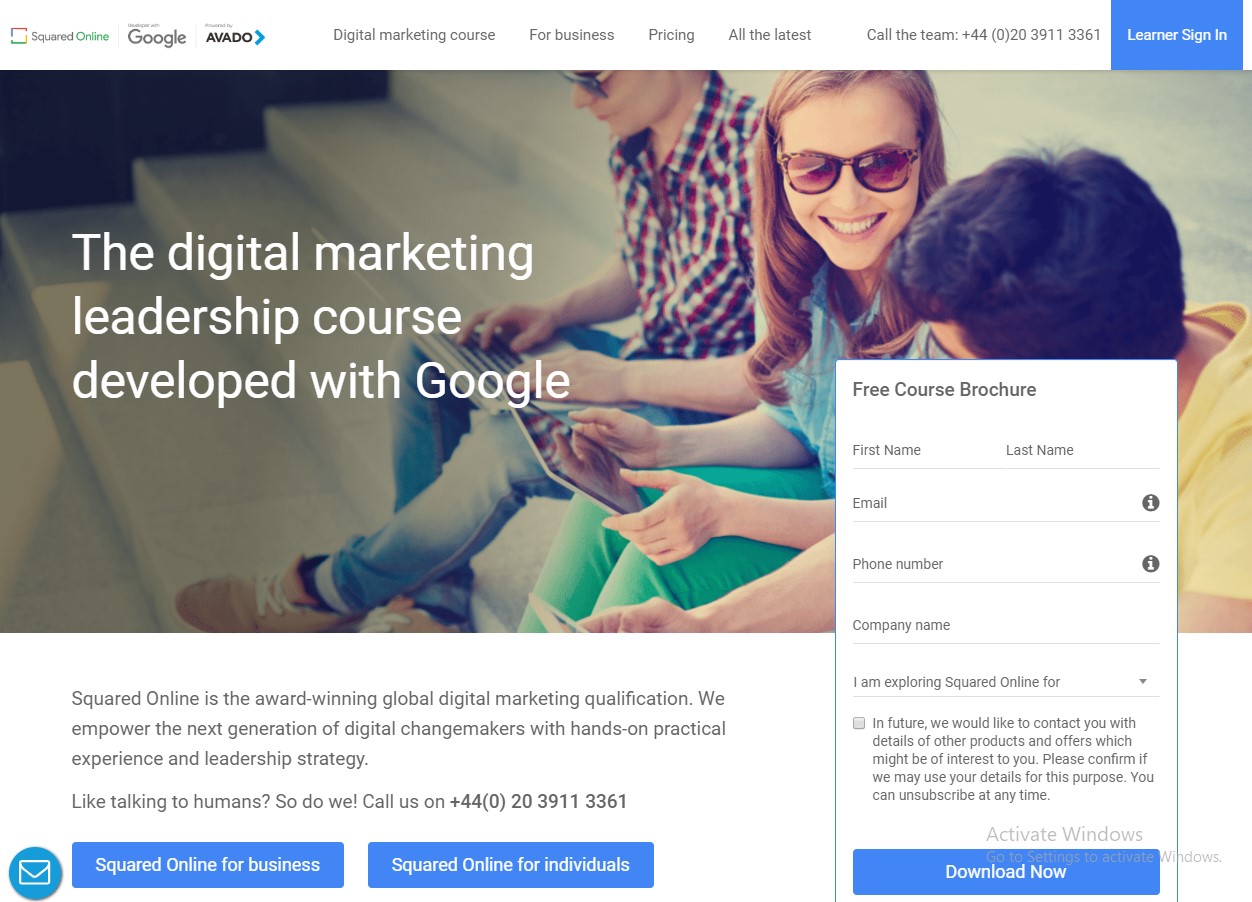 Squared Online
Developed with
Google
Powered by
AVADO
Digital marketing course
For business
Pricing
All the latest
Call the team: +44 (0)20 3911 3361
Learner Sign In
The digital marketing
leadership course
developed with Google
Free Course Brochure
First Name
Last Name
Email
Phone number
Company name
I am exploring Squared Online for
In future, we would like to contact you with
details of other products and offers which
might be of interest to you. Please confirm if
we may use your details for this purpose. You
can unsubscribe at any time.
Activate Windows
Go to Settings to activate Windows.
Download Now
Squared Online is the award-winning global digital marketing qualification. We
empower the next generation of digital changemakers with hands-on practical
experience and leadership strategy.
Like talking to humans? So do we! Call us on +44(0) 20 3911 3361
Squared Online for business
Squared Online for individuals